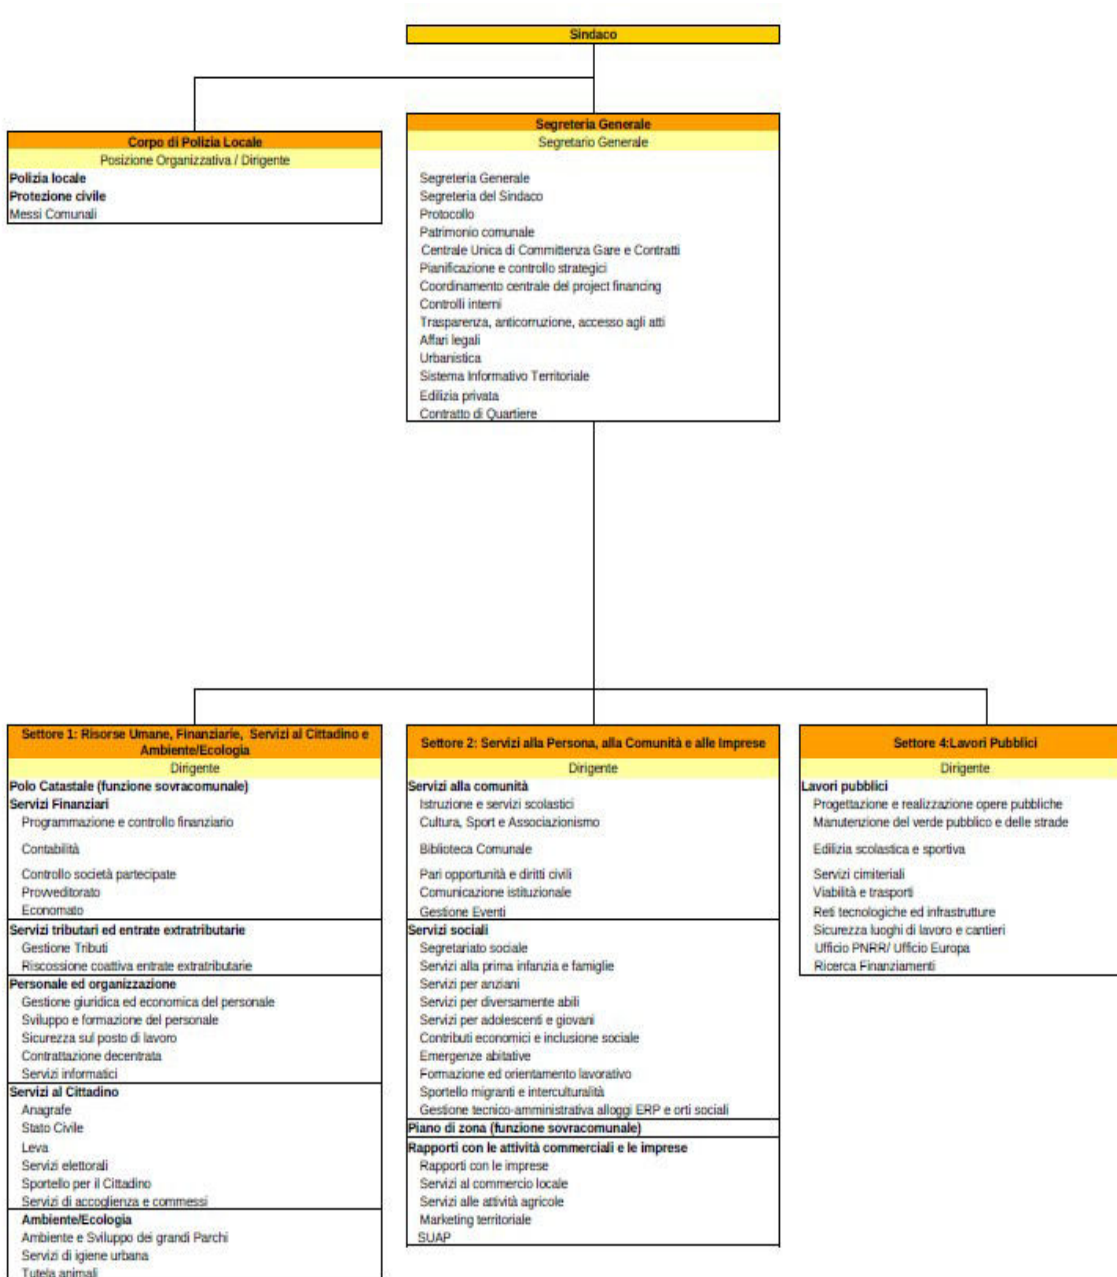 Sindaco
Corpo di Polizia Locale
Posizione Organizzativa / Dirigente
Polizia locale
Protezione civile
Messi Comunali
Segreteria Generale
Segretario Generale
Segreteria Generale
Segreteria del Sindaco
Protocollo
Patrimonio comunale
Centrale Unica di Committenza Gare e Contratti
Pianificazione e controllo strategici
Coordinamento centrale del project financing
Controlli interni
Trasparenza, anticorruzione, accesso agli atti
Affari legali
Urbanistica
Sistema Informativo Territoriale
Edilizia privata
Contratto di Quartiere
Settore 1: Risorse Umane, Finanziarie, Servizi al Cittadino e
Ambiente/Ecologia
Dirigente
Polo Catastale (funzione sovracomunale)
Servizi Finanziari
Programmazione e controllo finanziario
Contabilità
Controllo società partecipate
Provveditorato
Economato
Servizi tributari ed entrate extratributarie
Gestione Tributi
Riscossione coattiva entrate extratributarie
Personale ed organizzazione
Gestione giuridica ed economica del personale
Sviluppo e formazione del personale
Sicurezza sul posto di lavoro
Contrattazione decentrata
Servizi informatici
Servizi al Cittadino
Anagrafe
Stato Civile
Leva
Servizi elettorali
Sportello per il Cittadino
Servizi di accoglienza e commessi
Ambiente/Ecologia
Ambiente e Sviluppo dei grandi Parchi
Servizi di igiene urbana
Tutela animali
Settore 2: Servizi alla Persona, alla Comunità e alle Imprese
Dirigente
Servizi alla comunità
Istruzione e servizi scolastici
Cultura, Sport e Associazionismo
Biblioteca Comunale
Pari opportunità e diritti civili
Comunicazione istituzionale
Gestione Eventi
Servizi sociali
Segretariato sociale
Servizi alla prima infanzia e famiglie
Servizi per anziani
Servizi per diversamente abili
Servizi per adolescenti e giovani
Contributi economici e inclusione sociale
Emergenze abitative
Formazione ed orientamento lavorativo
Sportello migranti e interculturalità
Gestione tecnico-amministrativa alloggi ERP e orti sociali
Piano di zona (funzione sovracomunale)
Rapporti con le attività commerciali e le imprese
Rapporti con le imprese
Servizi al commercio locale
Servizi alle attività agricole
Marketing territoriale
SUAP
Settore 4:Lavori Pubblici
Dirigente
Lavori pubblici
Progettazione e realizzazione opere pubbliche
Manutenzione del verde pubblico e delle strade
Edilizia scolastica e sportiva
Servizi cimiteriali
Viabilità e trasporti
Reti tecnologiche ed infrastrutture
Sicurezza luoghi di lavoro e cantieri
Ufficio PNRR/ Ufficio Europa
Ricerca Finanziamenti